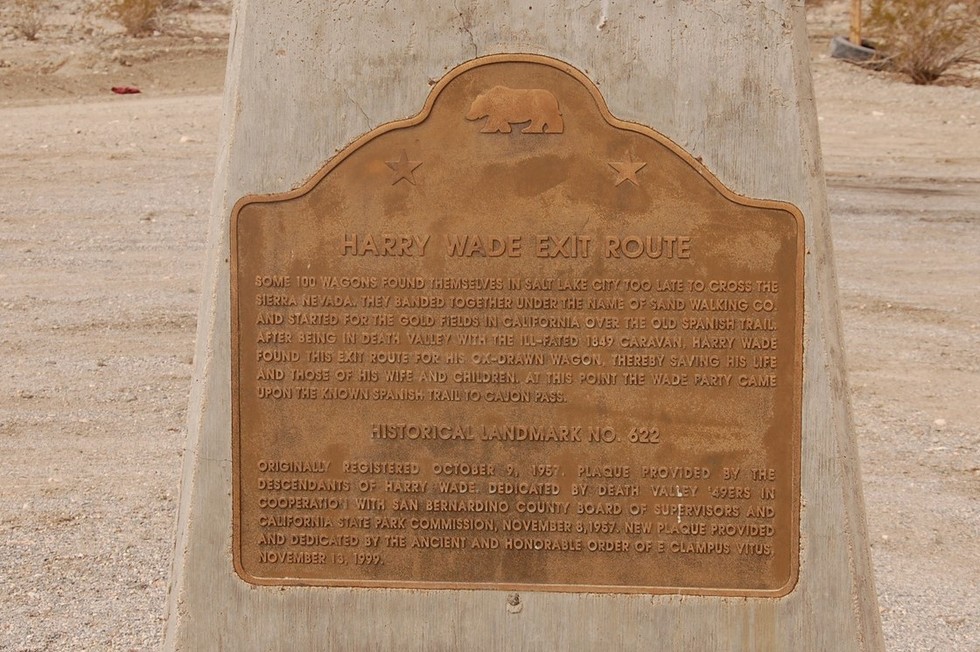 HARRY WADE EXIT ROUTE
SOME 100 WAGONS FOUND THEMSELVES IN SALT LAKE CITY TOO LATE TO CROSS THE
SIERRA NEVADA. THEY BANDED TOGETHER UNDER THE NAME OF SAND WALKING CO.
AND STARTED FOR THE GOLD FIELDS IN CALIFORNIA OVER THE OLD SPANISH TRAIL.
AFTER BEING IN DEATH VALLEY WITH THE ILL-FATED 1849 CARAVAN, HARRY WADE
FOUND THIS EXIT ROUTE FOR HIS OX-DRAWN WAGON, THEREBY SAVING HIS LIFE
AND THOSE OF HIS WIFE AND CHILDREN. AT THIS POINT THE WADE PARTY CAME
UPON THE KNOWN SPANISH TRAIL TO CAJON PASS.
HISTORICAL LANDMARK NO. 622
ORIGINALLY REGISTERED OCTOBER 9, 1957. PLAQUE PROVIDED BY THE
DESCENDANTS OF HARRY WADE. DEDICATED BY DEATH VALLEY '49ERS IN
COOPERATION WITH SAN BERNARDINO COUNTY BOARD OF SUPERVISORS AND
CALIFORNIA STATE PARK COMMISSION, NOVEMBER 8,1957. NEW PLAQUE PROVIDED
AND DEDICATED BY THE ANCIENT AND HONORABLE ORDER OF E CLAMPUS VITUS,
NOVEMBER 13, 1999.